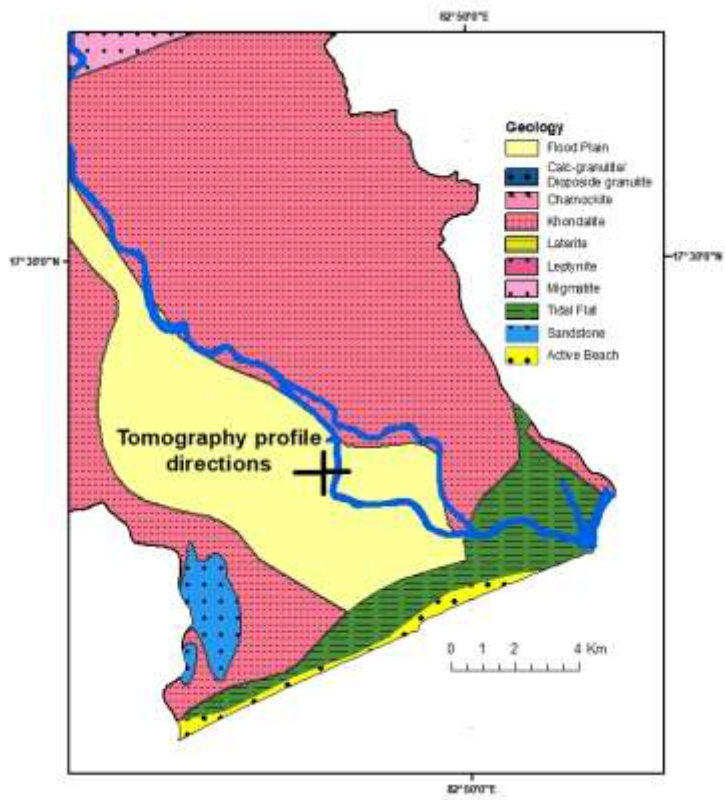 82°50'0"E
Geology
Flood Plain
Calc-granulite/
Diopside granulite
Charnockite
Khondalite
17°30'0"N
17°30'0"N
Laterite
Leptynite
Migmatite
Tidal Flat
Sandstone
Active Beach
Tomography profile
directions
0 1 2 4 Km
82°50'0"E